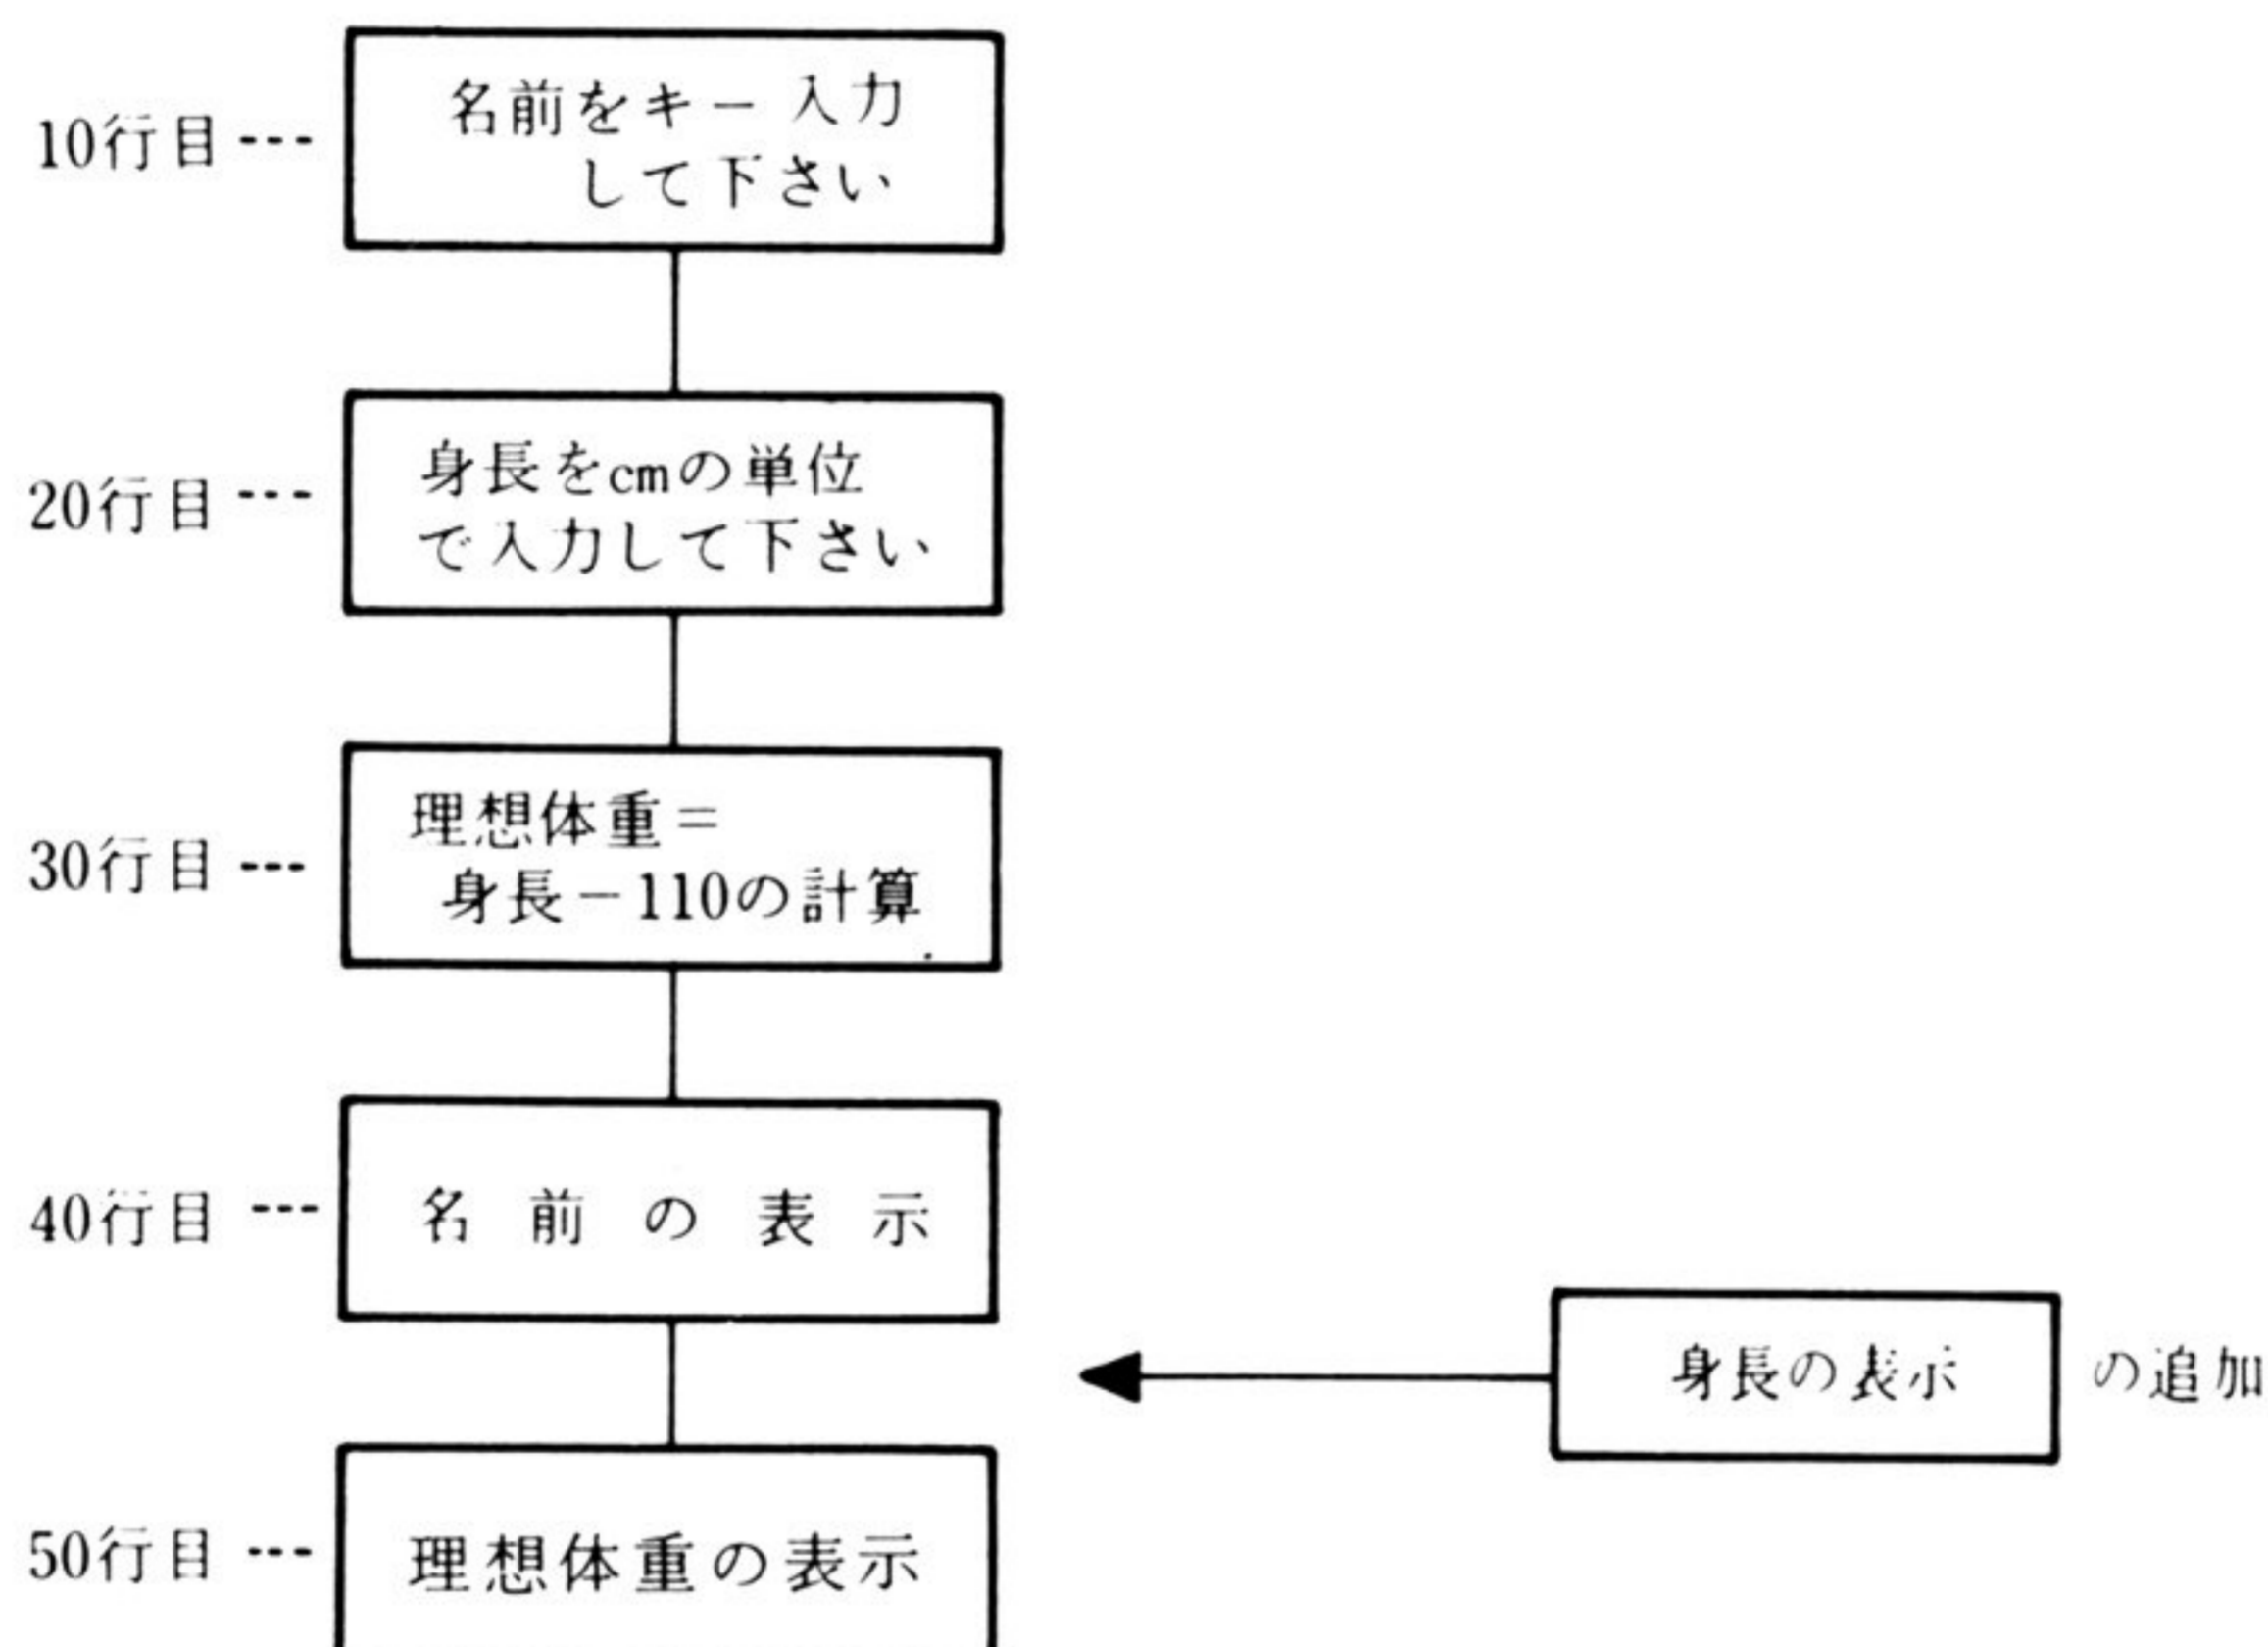 10行目 ---
名前をキー入力
して下さい
20行目 ---
身長をcmの単位
で入力して下さい
30行目 ---
理想体重=
身長-110の計算
40行目 ---
名前の表示
身長の表示 の追加
50行目 ---
理想体重の表示